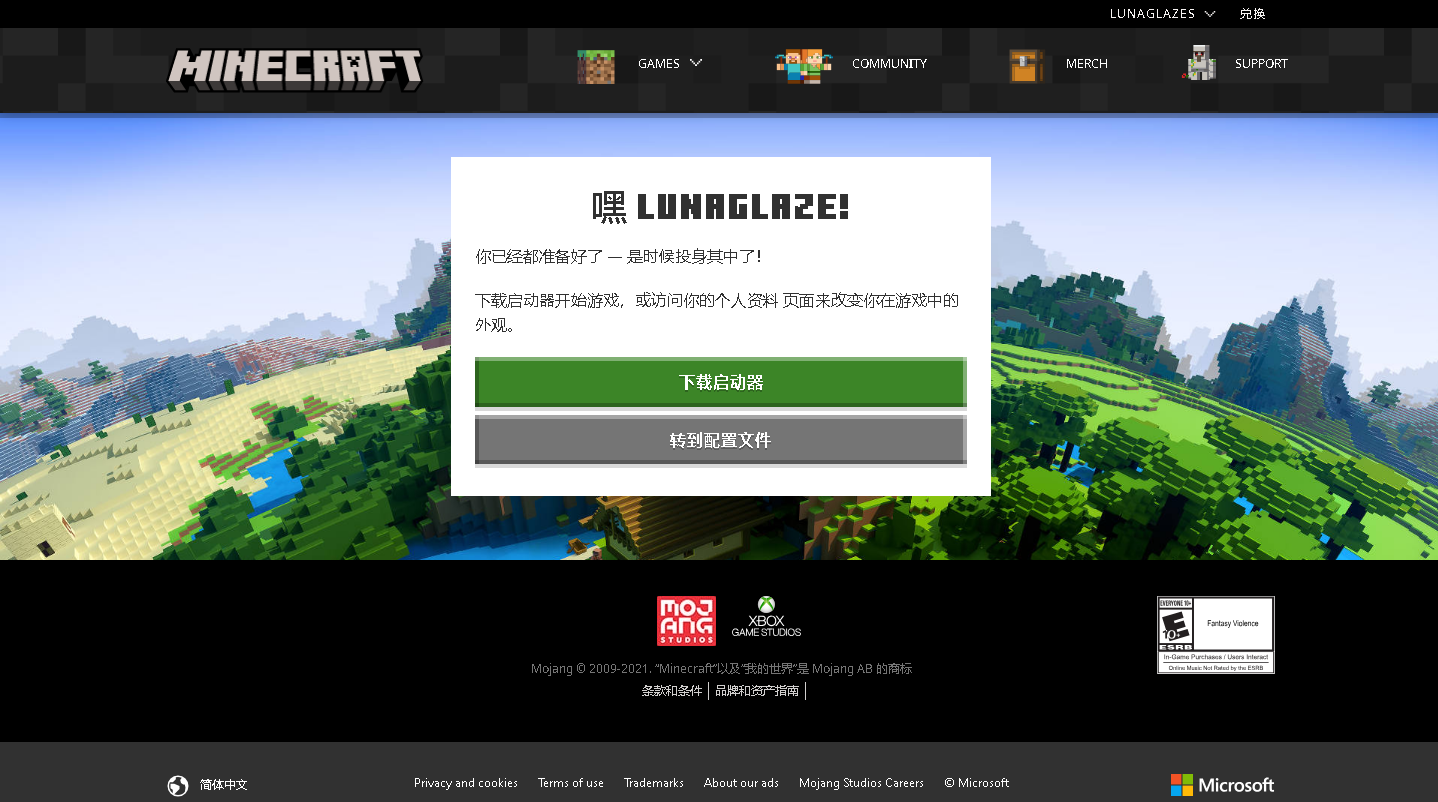 LUNAGLAZES
兑换
MINECRAFT
GAMES
COMMUNITY
MERCH
SUPPORT
嘿 LUNAGLAZE!
你已经都准备好了 — 是时候投身其中了!
下载启动器开始游戏，或访问你的个人资料 页面来改变你在游戏中的
外观。
下载启动器
转到配置文件
MOJANG STUDIOS
XBOX
GAME STUDIOS
EVERYONE 10+
E
10+
ESRB
Fantasy Violence
In-Game Purchases / Users Interact
Online Music Not Rated by the ESRB
Mojang © 2009-2021. “Minecraft”以及“我的世界”是 Mojang AB 的商标
条款和条件
品牌和资产指南
简体中文
Privacy and cookies
Terms of use
Trademarks
About our ads
Mojang Studios Careers
© Microsoft
Microsoft